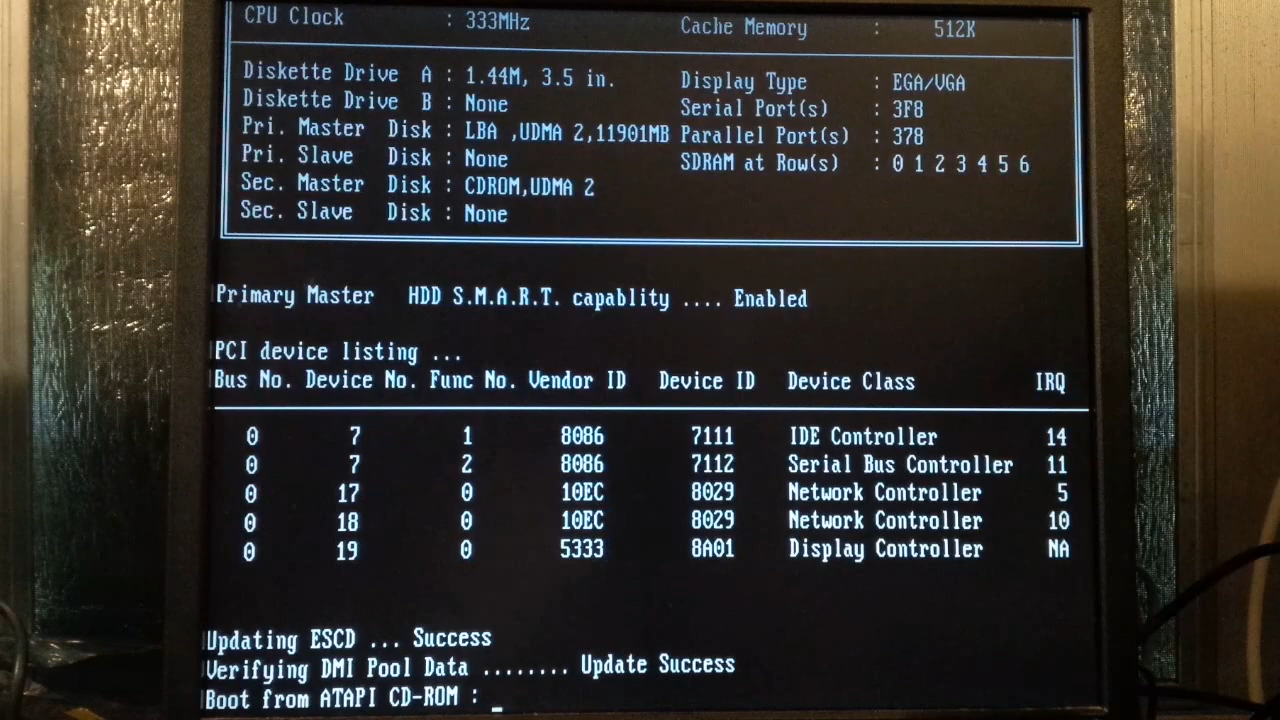 CPU Clock : 333MHz Cache Memory : 512K
Diskette Drive A : 1.44M, 3.5 in. Display Type : EGA/VGA
Diskette Drive B : None Serial Port(s) : 3F8
Pri. Master Disk : LBA ,UDMA 2,11901MB Parallel Port(s) : 378
Pri. Slave Disk : None SDRAM at Row(s) : 0 1 2 3 4 5 6
Sec. Master Disk : CDROM,UDMA 2
Sec. Slave Disk : None
Primary Master HDD S.M.A.R.T. capablity .... Enabled
PCI device listing ...
Bus No. Device No. Func No. Vendor ID Device ID Device Class IRQ
0 7 1 8086 7111 IDE Controller 14
0 7 2 8086 7112 Serial Bus Controller 11
0 17 0 10EC 8029 Network Controller 5
0 18 0 10EC 8029 Network Controller 10
0 19 0 5333 8A01 Display Controller NA
Updating ESCD ... Success
Verifying DMI Pool Data ........ Update Success
Boot from ATAPI CD-ROM : _